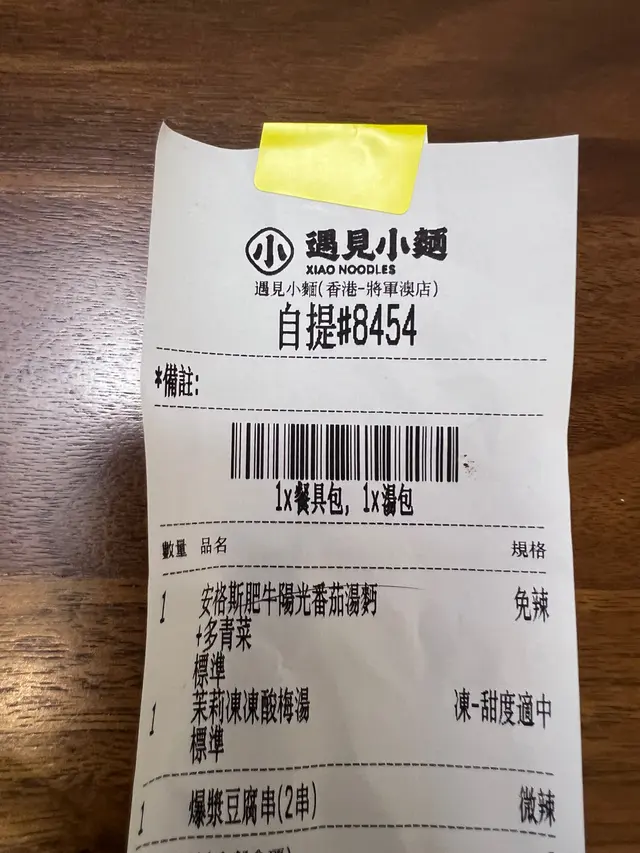 小 遇見小麵
XIAO NOODLES
遇見小麵(香港-將軍澳店)
自提#8454
*備註:
1x餐具包, 1x湯包
數量 品名 規格
1 安格斯肥牛陽光番茄湯麪 免辣
+多青菜
標準
1 茉莉凍凍酸梅湯 凍-甜度適中
標準
1 爆漿豆腐串(2串) 微辣